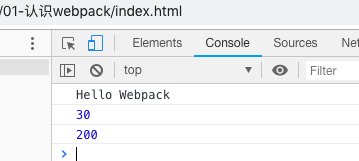 /01-认识webpack/index.html
Elements Console Sources Net
top Filter
Hello Webpack
30
200